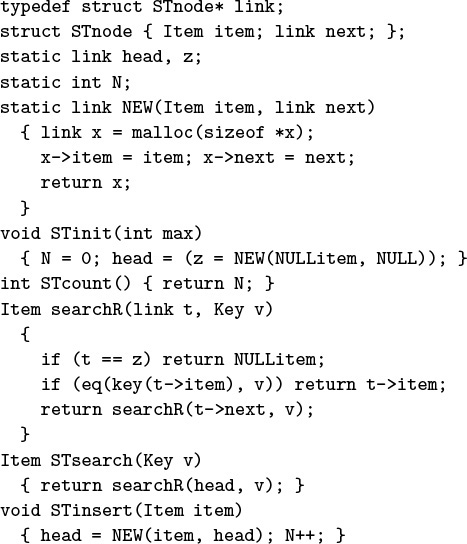 typedef struct STnode* link;
struct STnode { Item item; link next; };
static link head, z;
static int N;
static link NEW(Item item, link next)
  { link x = malloc(sizeof *x);
    x->item = item; x->next = next;
    return x;
  }
void STinit(int max)
  { N = 0; head = (z = NEW(NULLitem, NULL)); }
int STcount() { return N; }
Item searchR(link t, Key v)
  {
    if (t == z) return NULLitem;
    if (eq(key(t->item), v)) return t->item;
    return searchR(t->next, v);
  }
Item STsearch(Key v)
  { return searchR(head, v); }
void STinsert(Item item)
  { head = NEW(item, head); N++; }